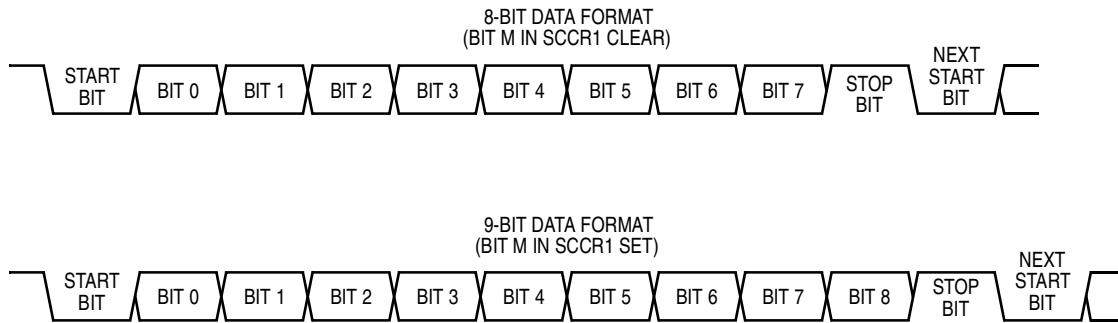 8-BIT DATA FORMAT
(BIT M IN SCCR1 CLEAR)
START BIT
BIT 0
BIT 1
BIT 2
BIT 3
BIT 4
BIT 5
BIT 6
BIT 7
STOP BIT
NEXT START BIT
9-BIT DATA FORMAT
(BIT M IN SCCR1 SET)
START BIT
BIT 0
BIT 1
BIT 2
BIT 3
BIT 4
BIT 5
BIT 6
BIT 7
BIT 8
STOP BIT
NEXT START BIT